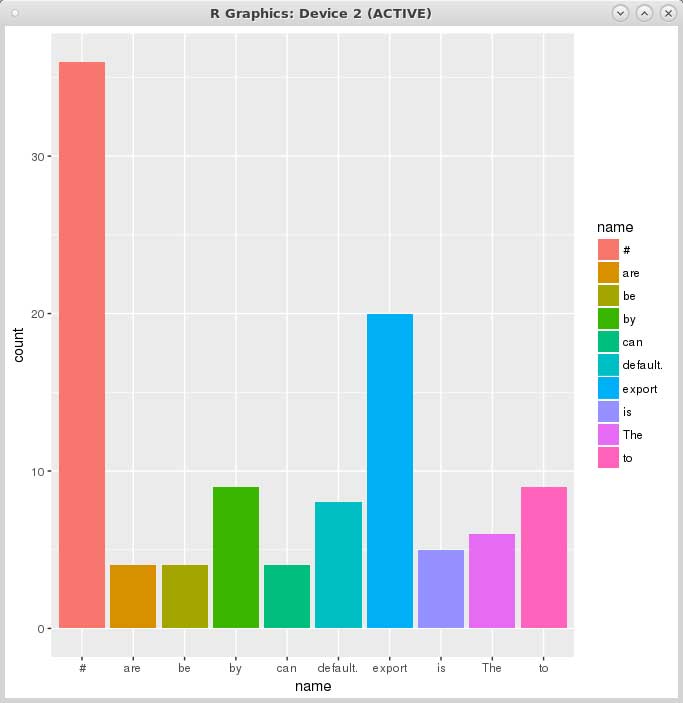 R Graphics: Device 2 (ACTIVE)
30
20
10
0
count
# are be by can default. export is The to
name
name
#
are
be
by
can
default.
export
is
The
to